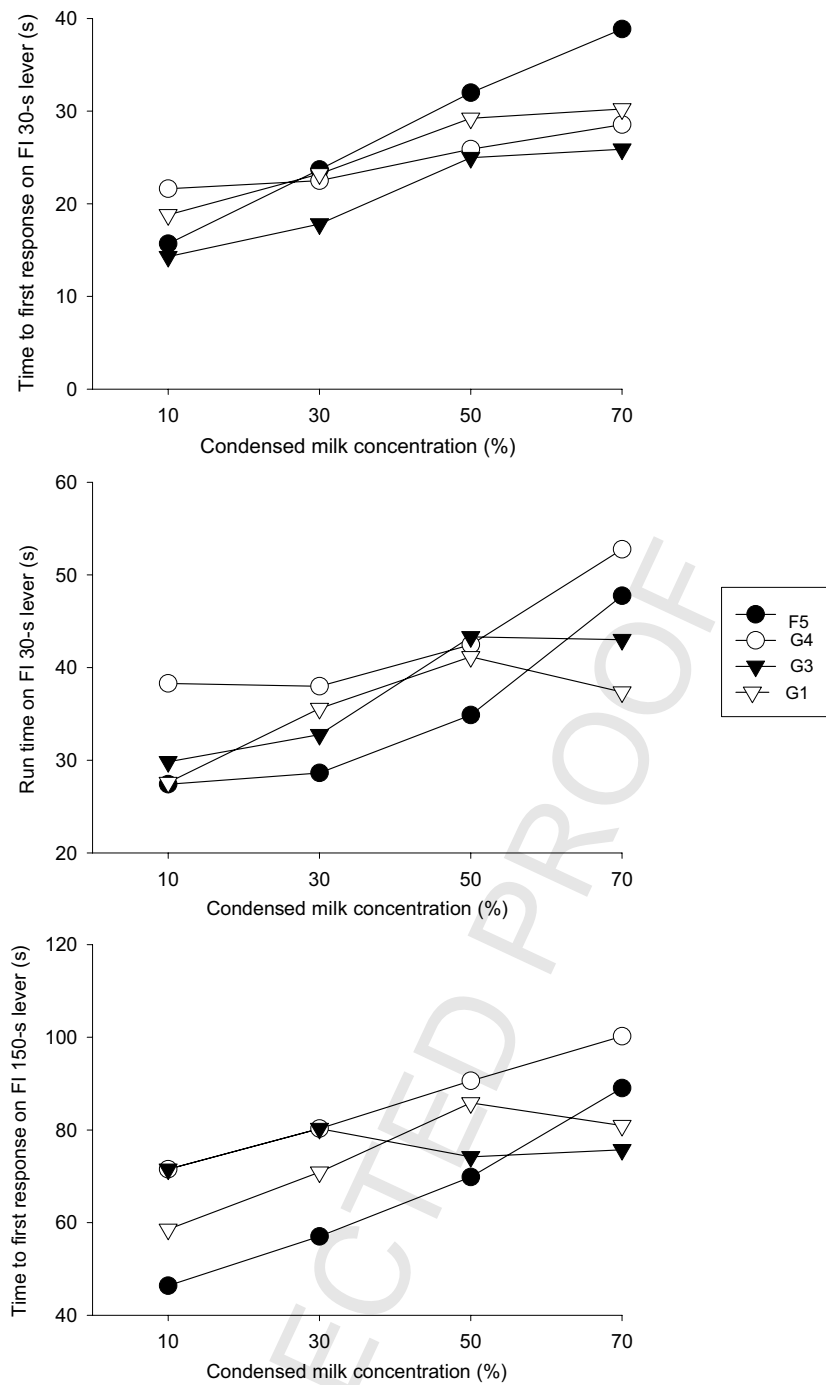 40
30
20
10
0
Time to first response on FI 30-s lever (s)
10 30 50 70
Condensed milk concentration (%)
60
50
40
30
20
Run time on FI 30-s lever (s)
10 30 50 70
Condensed milk concentration (%)
F5
G4
G3
G1
120
100
80
60
40
Time to first response on FI 150-s lever (s)
10 30 50 70
Condensed milk concentration (%)
ECTED PROOF